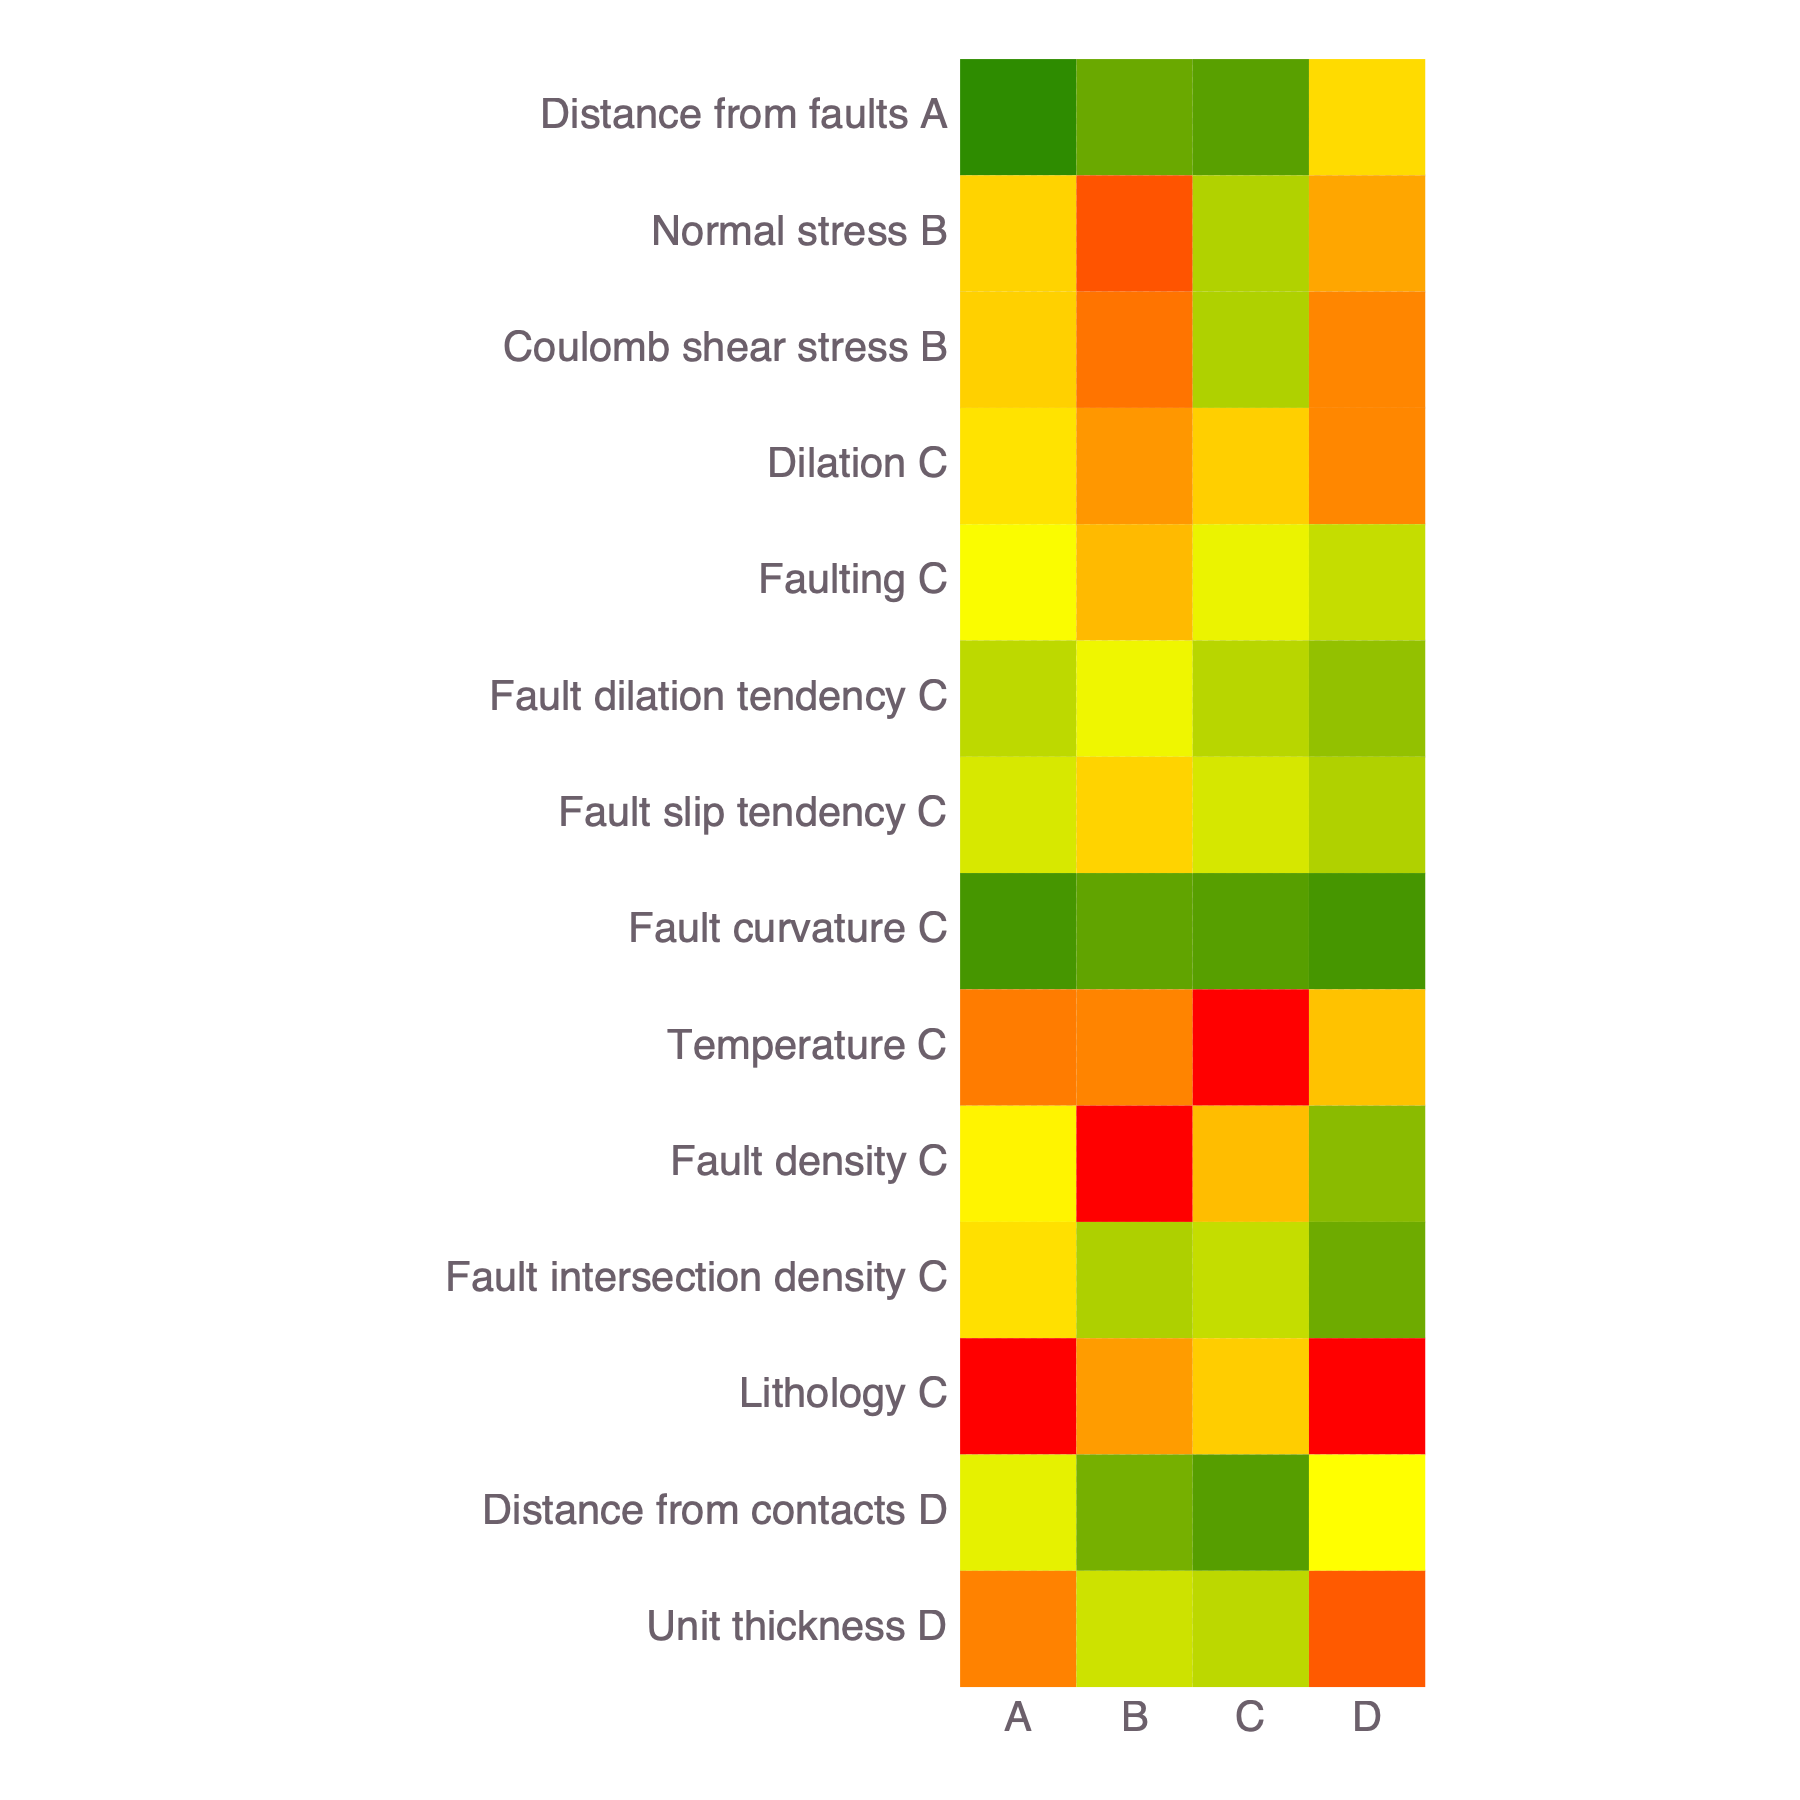 Distance from faults A
Normal stress B
Coulomb shear stress B
Dilation C
Faulting C
Fault dilation tendency C
Fault slip tendency C
Fault curvature C
Temperature C
Fault density C
Fault intersection density C
Lithology C
Distance from contacts D
Unit thickness D
A B C D